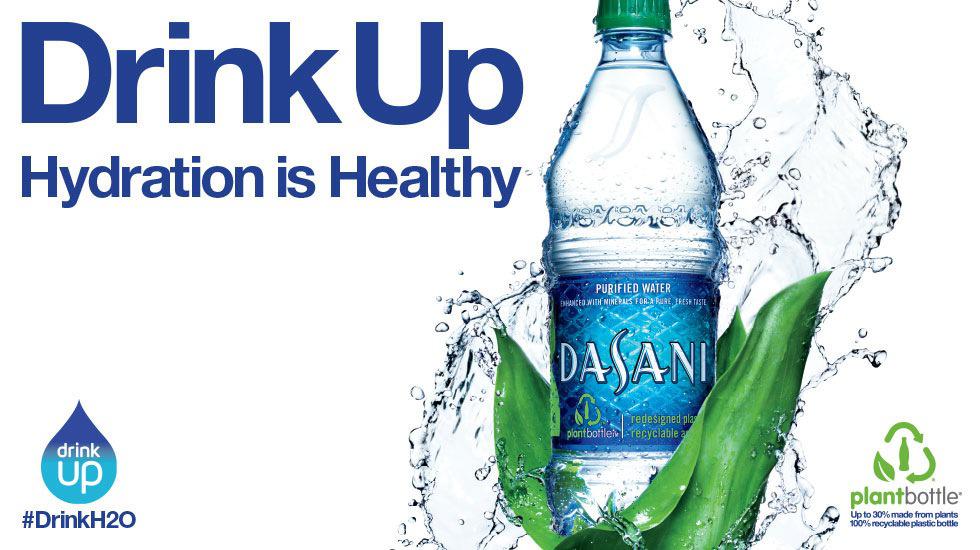 Drink Up
Hydration is Healthy
PURIFIED WATER
ENHANCED WITH MINERALS FOR A PURE, FRESH TASTE
DASANI
plantbottle
redesigned
recyclable
drink
up
#DrinkH2O
plantbottle
Up to 30% made from plants
100% recyclable plastic bottle